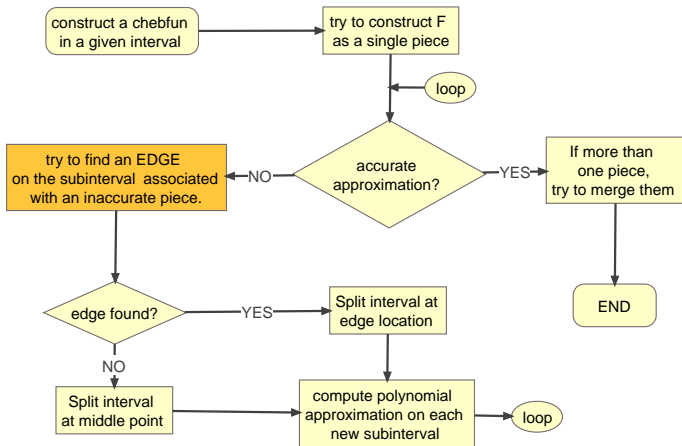 construct a chebfun
in a given interval
try to construct F
as a single piece
loop
accurate
approximation?
YES
If more than
one piece,
try to merge them
END
NO
try to find an EDGE
on the subinterval associated
with an inaccurate piece.
edge found?
YES
Split interval at
edge location
NO
Split interval
at middle point
compute polynomial
approximation on each
new subinterval
loop